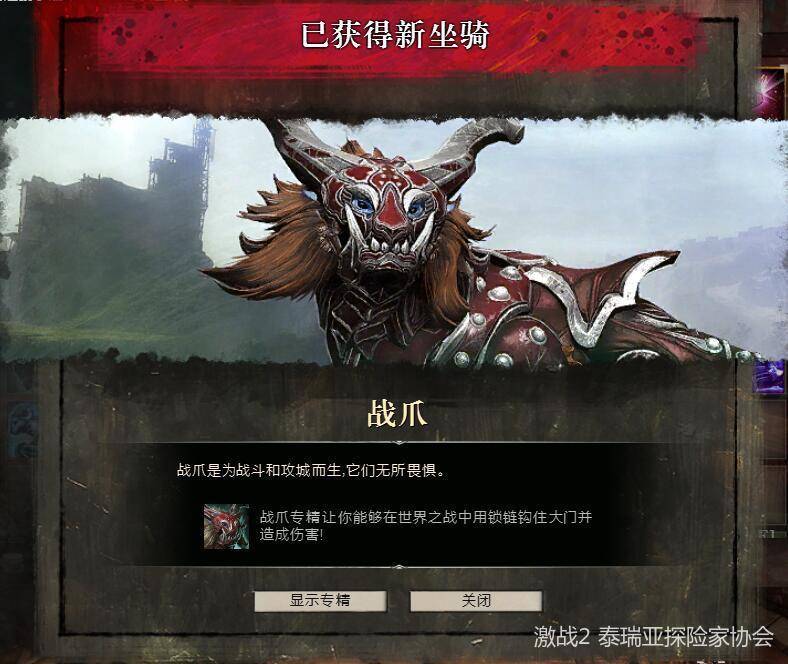 已获得新坐骑
战爪
战爪是为战斗和攻城而生,它们无所畏惧。
战爪专精让你能够在世界之战中用锁链钩住大门并
造成伤害!
显示专精
关闭
激战2 泰瑞亚探险家协会